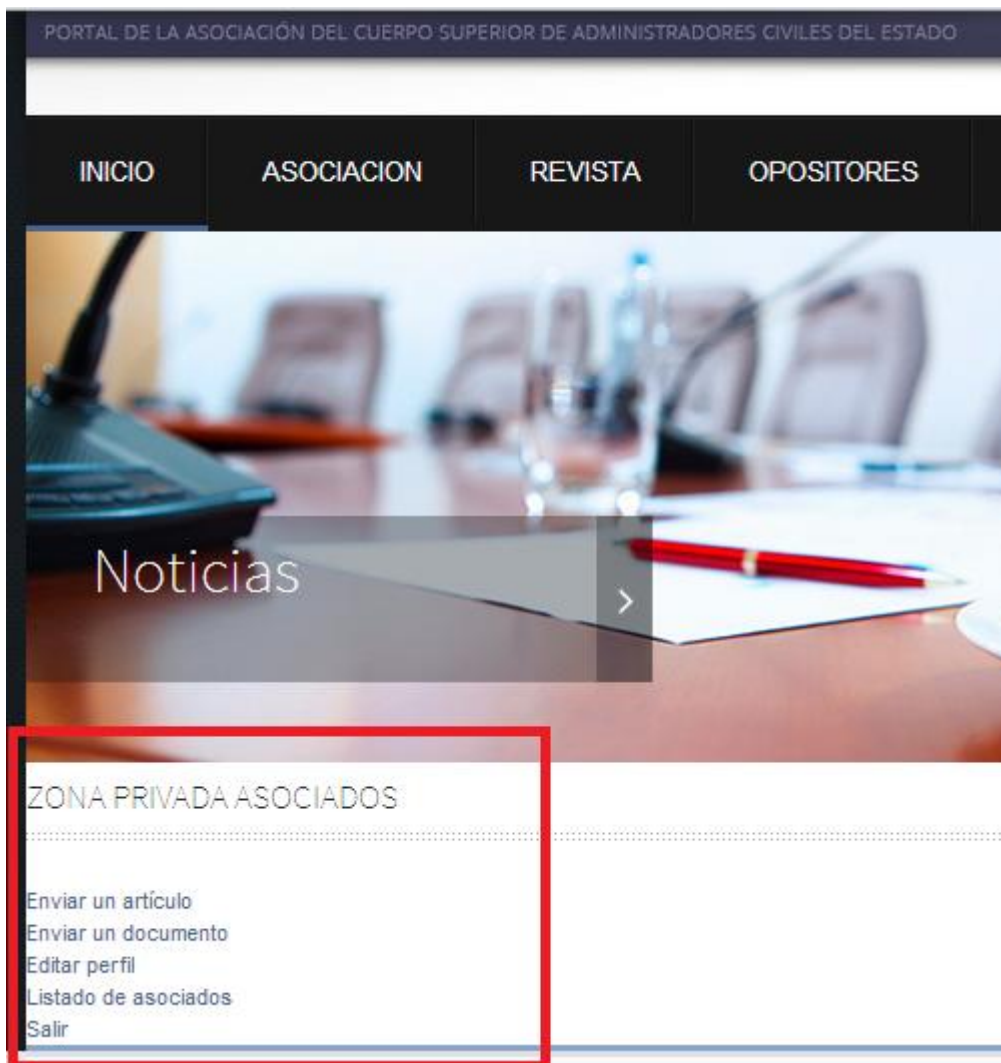 PORTAL DE LA ASOCIACIÓN DEL CUERPO SUPERIOR DE ADMINISTRADORES CIVILES DEL ESTADO
INICIO ASOCIACION REVISTA OPOSITORES
Noticias
ZONA PRIVADA ASOCIADOS
Enviar un artículo
Enviar un documento
Editar perfil
Listado de asociados
Salir